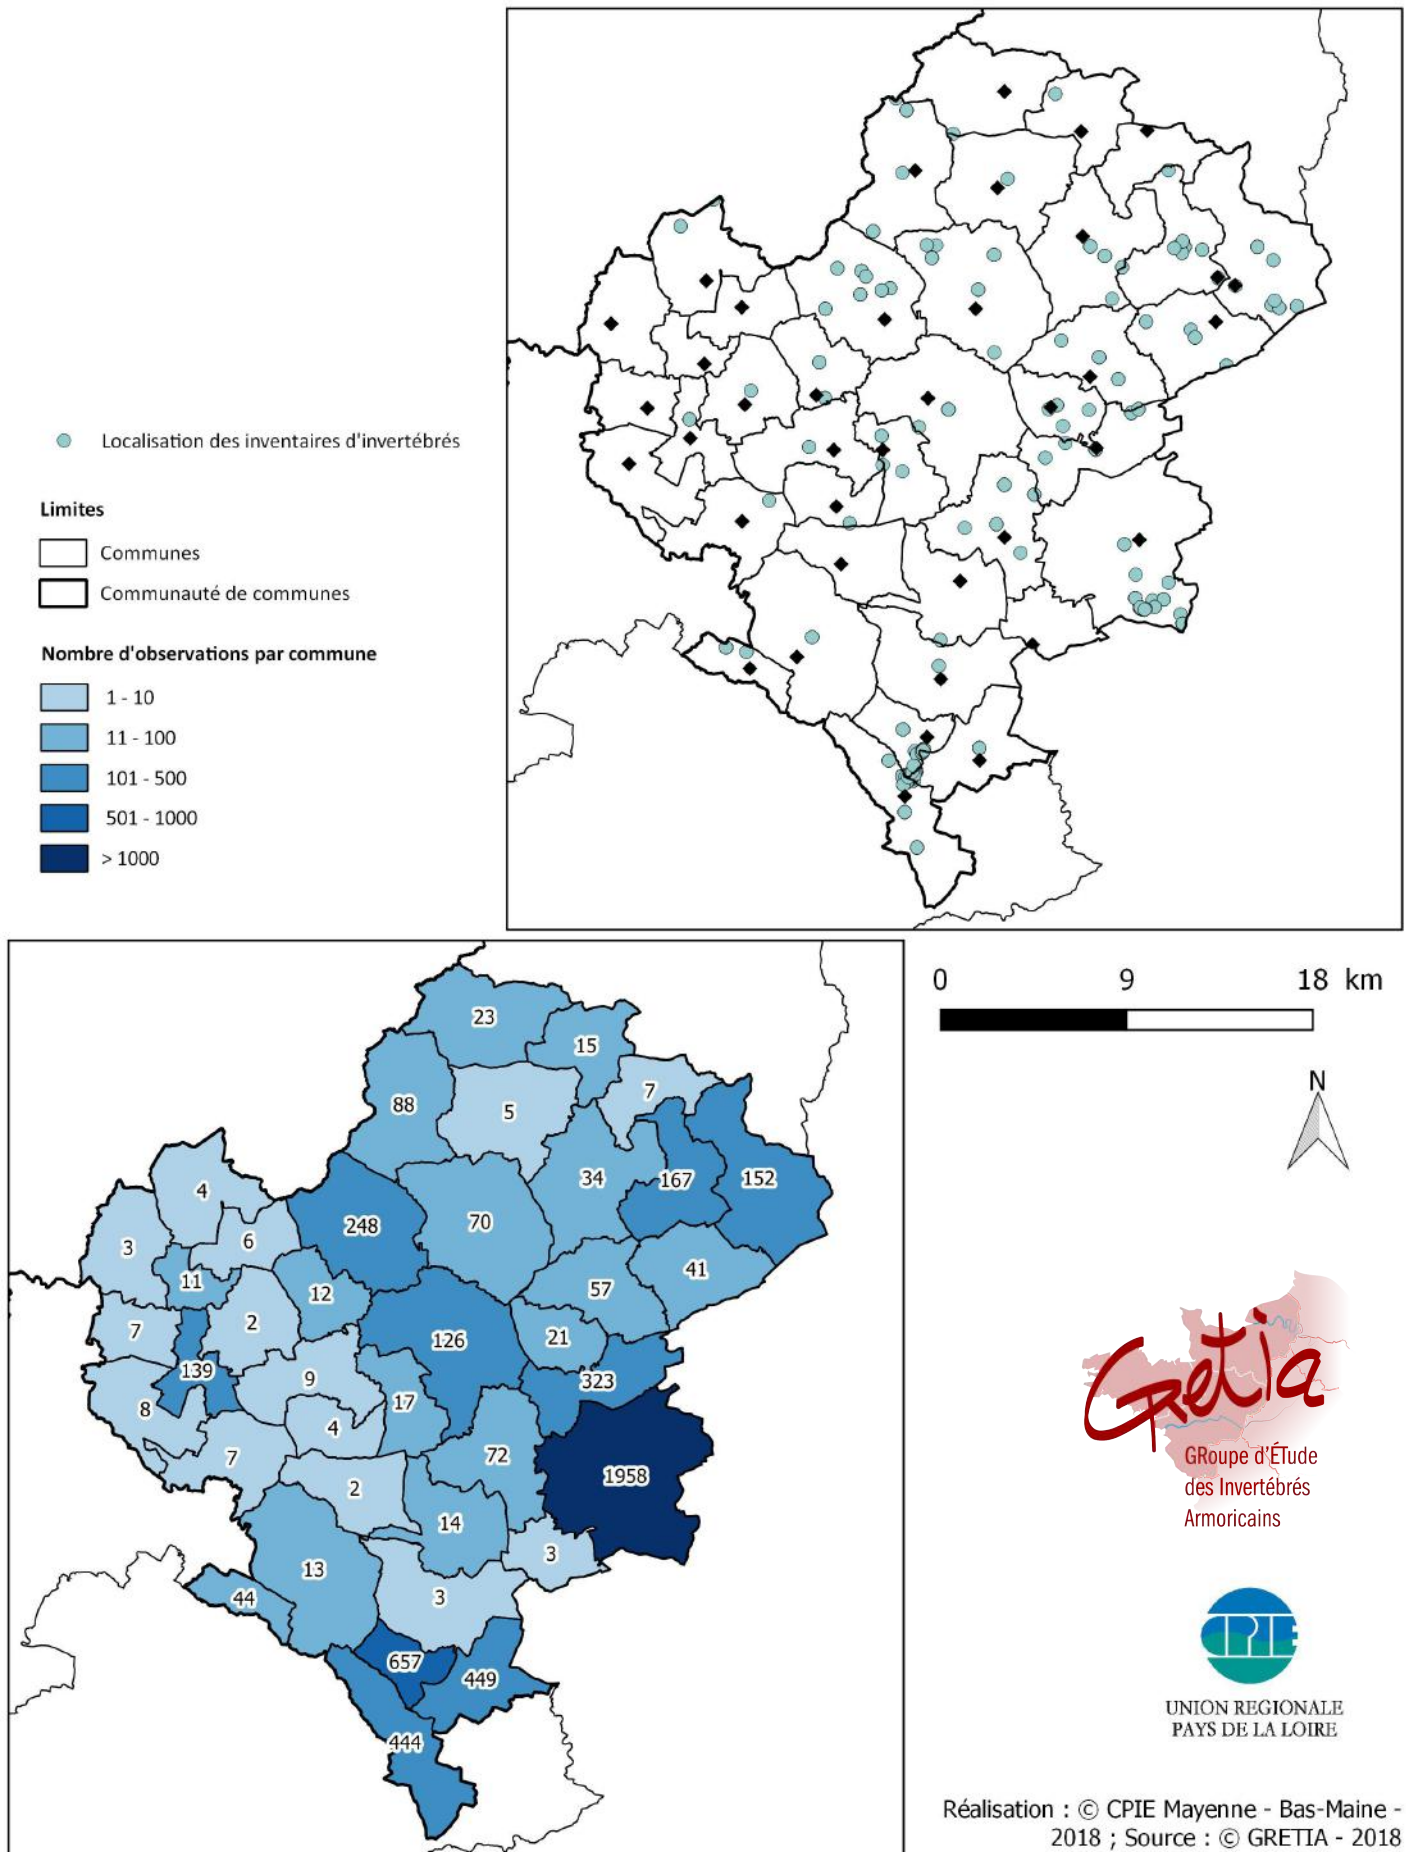 Localisation des inventaires d'invertébrés
Limites
Communes
Communauté de communes
Nombre d'observations par commune
1 - 10
11 - 100
101 - 500
501 - 1000
> 1000
23
15
7
88
5
34
167
152
4
248
70
6
3
11
12
57
41
7
2
126
21
139
9
323
8
17
4
7
72
1958
2
14
3
13
44
3
657
449
444
0 9 18 km
N
Gretia
GRoupe d'ÉTude
des Invertébrés
Armoricains
CPIE
UNION REGIONALE
PAYS DE LA LOIRE
Réalisation : © CPIE Mayenne - Bas-Maine -
2018 ; Source : © GRETIA - 2018